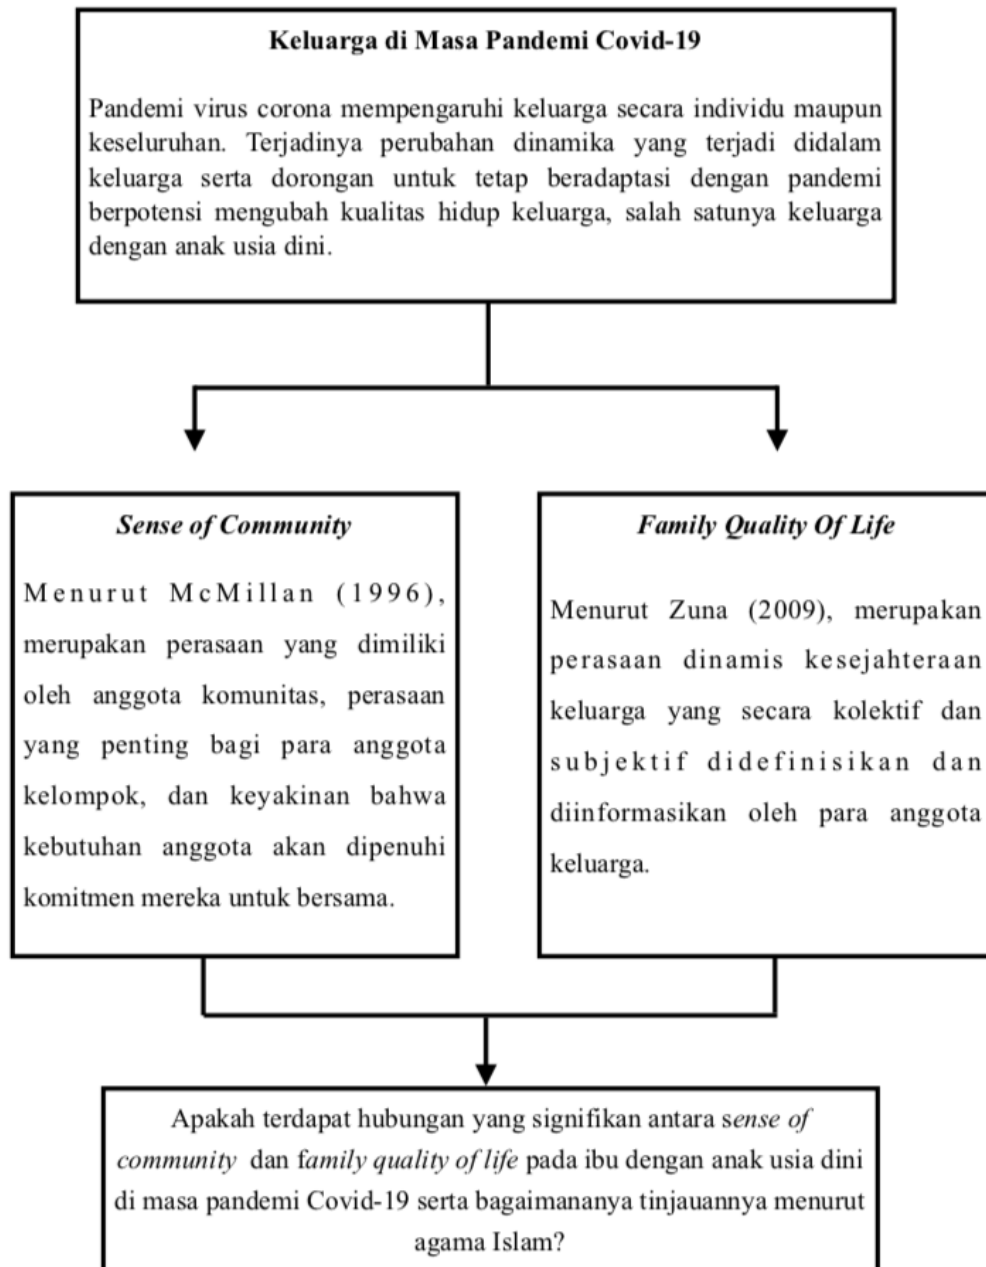 Keluarga di Masa Pandemi Covid-19
Pandemi virus corona mempengaruhi keluarga secara individu maupun
keseluruhan. Terjadinya perubahan dinamika yang terjadi didalam
keluarga serta dorongan untuk tetap beradaptasi dengan pandemi
berpotensi mengubah kualitas hidup keluarga, salah satunya keluarga
dengan anak usia dini.
Sense of Community
Menurut McMillan (1996),
merupakan perasaan yang dimiliki
oleh anggota komunitas, perasaan
yang penting bagi para anggota
kelompok, dan keyakinan bahwa
kebutuhan anggota akan dipenuhi
komitmen mereka untuk bersama.
Family Quality Of Life
Menurut Zuna (2009), merupakan
perasaan dinamis kesejahteraan
keluarga yang secara kolektif dan
subjektif didefinisikan dan
diinformasikan oleh para anggota
keluarga.
Apakah terdapat hubungan yang signifikan antara sense of
community dan family quality of life pada ibu dengan anak usia dini
di masa pandemi Covid-19 serta bagaimananya tinjauannya menurut
agama Islam?